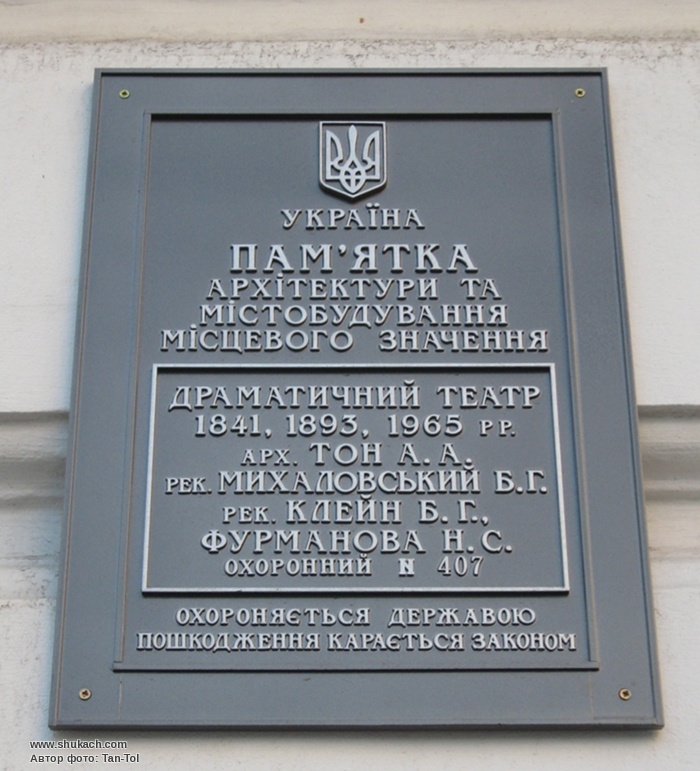 УКРАЇНА
ПАМ'ЯТКА
АРХІТЕКТУРИ ТА
МІСТОБУДУВАННЯ
МІСЦЕВОГО ЗНАЧЕННЯ
ДРАМАТИЧНИЙ ТЕАТР
1841, 1893, 1965 РР.
АРХ. ТОН А. А.
РЕК. МИХАЛОВСЬКИЙ Б.Г.
РЕК. КЛЕЙН Б. Г.,
ФУРМАНОВА Н. С.
ОХОРОННИЙ N 407
ОХОРОНЯЄТЬСЯ ДЕРЖАВОЮ
ПОШКОДЖЕННЯ КАРАЄТЬСЯ ЗАКОНОМ
www.shukach.com
Автор фото: Tan-Tol